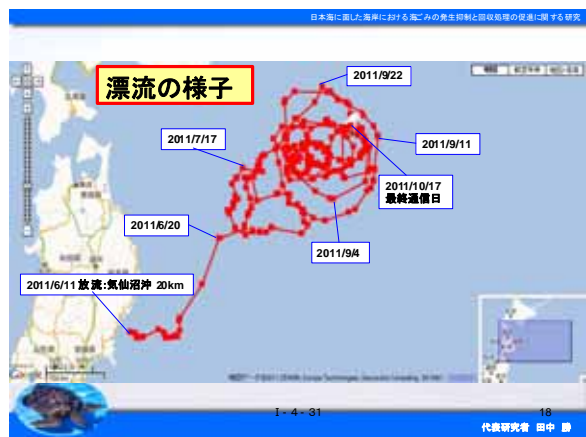 日本海に面した海岸における海ごみの発生抑制と回収処理の促進に関する研究
漂流の様子
2011/9/22
2011/7/17
2011/9/11
2011/10/17
最終通信日
2011/6/20
2011/9/4
2011/6/11 放流:気仙沼沖 20km
Google
I - 4 - 31
18
代表研究者 田中 勝